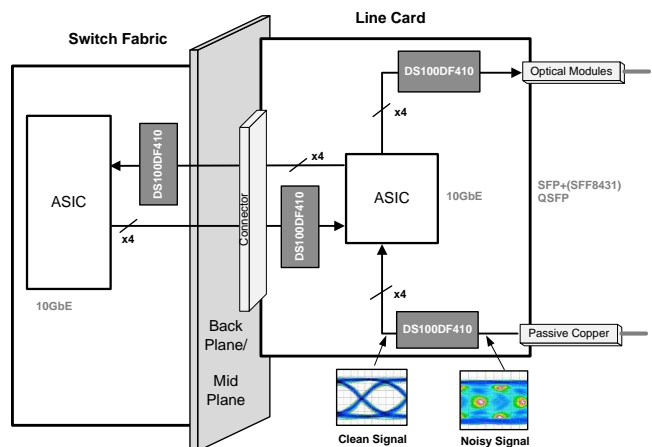 Line Card
Switch Fabric
DS100DF410
Optical Modules
x4
DS100DF410
x4
ASIC
10GbE
SFP+(SFF8431)
QSFP
ASIC
x4
Connector
DS100DF410
10GbE
x4
Back
Plane/
Mid
Plane
DS100DF410
Passive Copper
Clean Signal
Noisy Signal